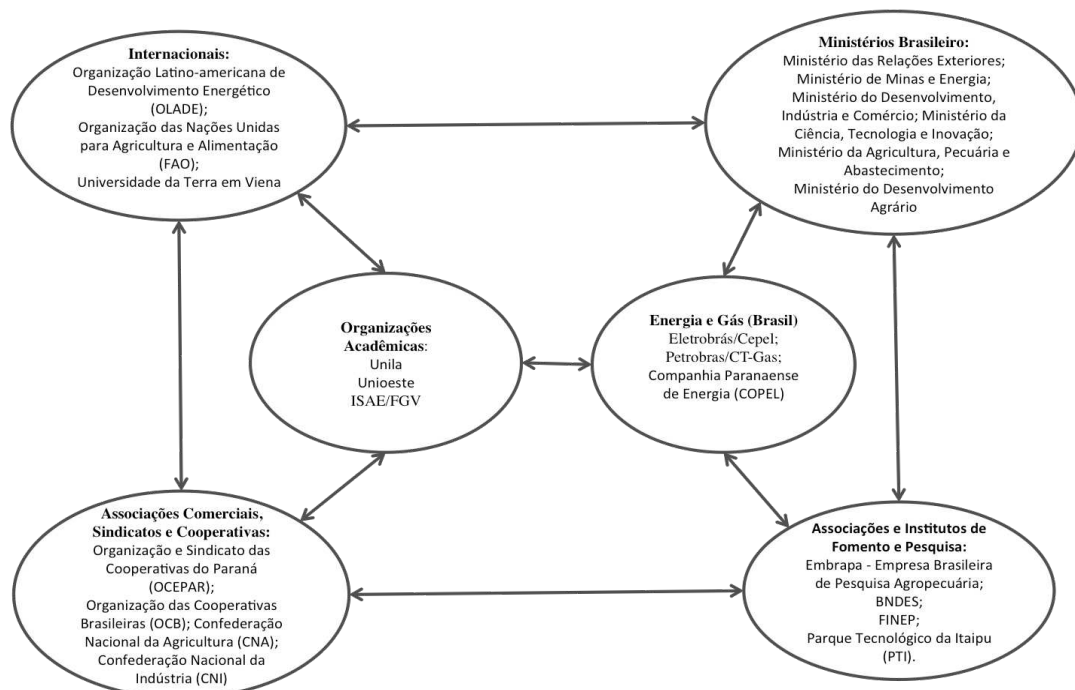 Internacionais:
Organização Latino-americana de
Desenvolvimento Energético
(OLADE);
Organização das Nações Unidas
para Agricultura e Alimentação
(FAO);
Universidade da Terra em Viena
Ministérios Brasileiro:
Ministério das Relações Exteriores;
Ministério de Minas e Energia;
Ministério do Desenvolvimento,
Indústria e Comércio; Ministério da
Ciência, Tecnologia e Inovação;
Ministério da Agricultura, Pecuária e
Abastecimento;
Ministério do Desenvolvimento
Agrário
Organizações
Acadêmicas:
Unila
Unioeste
ISAE/FGV
Energia e Gás (Brasil)
Eletrobrás/Cepel;
Petrobras/CT-Gas;
Companhia Paranaense
de Energia (COPEL)
Associações Comerciais,
Sindicatos e Cooperativas:
Organização e Sindicato das
Cooperativas do Paraná
(OCEPAR);
Organização das Cooperativas
Brasileiras (OCB); Confederação
Nacional da Agricultura (CNA);
Confederação Nacional da
Indústria (CNI)
Associações e Institutos de
Fomento e Pesquisa:
Embrapa - Empresa Brasileira
de Pesquisa Agropecuária;
BNDES;
FINEP;
Parque Tecnológico da Itaipu
(PTI).